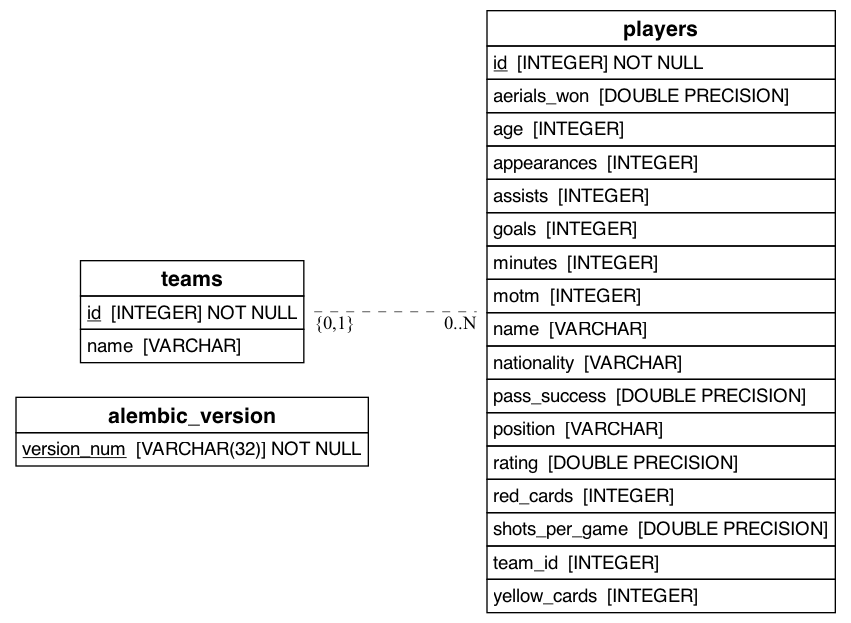 teams
id [INTEGER] NOT NULL
name [VARCHAR]
{0,1}
0..N
alembic_version
version_num [VARCHAR(32)] NOT NULL
players
id [INTEGER] NOT NULL
aerials_won [DOUBLE PRECISION]
age [INTEGER]
appearances [INTEGER]
assists [INTEGER]
goals [INTEGER]
minutes [INTEGER]
motm [INTEGER]
name [VARCHAR]
nationality [VARCHAR]
pass_success [DOUBLE PRECISION]
position [VARCHAR]
rating [DOUBLE PRECISION]
red_cards [INTEGER]
shots_per_game [DOUBLE PRECISION]
team_id [INTEGER]
yellow_cards [INTEGER]